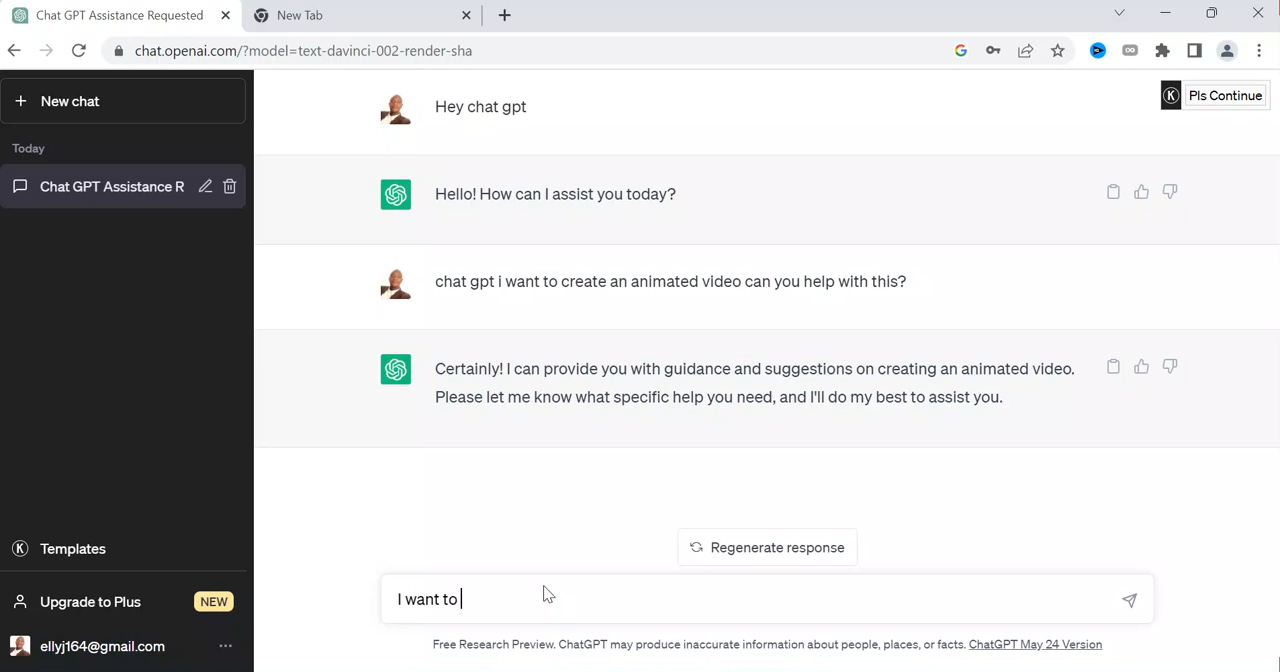 Chat GPT Assistance Requested
New Tab
chat.openai.com/?model=text-davinci-002-render-sha
New chat
Today
Chat GPT Assistance R
Templates
Upgrade to Plus
NEW
ellyj164@gmail.com
K Pls Continue
Hey chat gpt
Hello! How can I assist you today?
chat gpt i want to create an animated video can you help with this?
Certainly! I can provide you with guidance and suggestions on creating an animated video.
Please let me know what specific help you need, and I'll do my best to assist you.
Regenerate response
I want to
Free Research Preview. ChatGPT may produce inaccurate information about people, places, or facts. ChatGPT May 24 Version